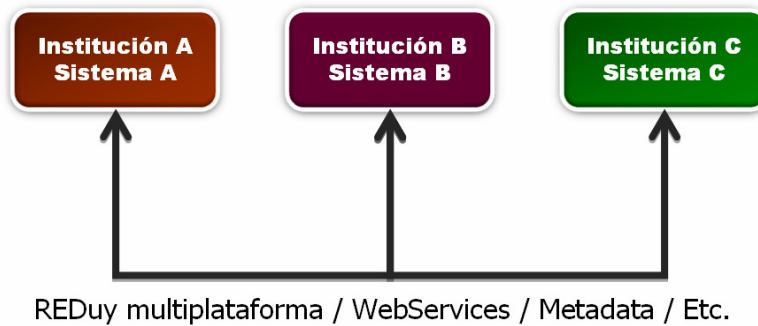 Institución A
Sistema A
Institución B
Sistema B
Institución C
Sistema C
REDuy multiplataforma / WebServices / Metadata / Etc.